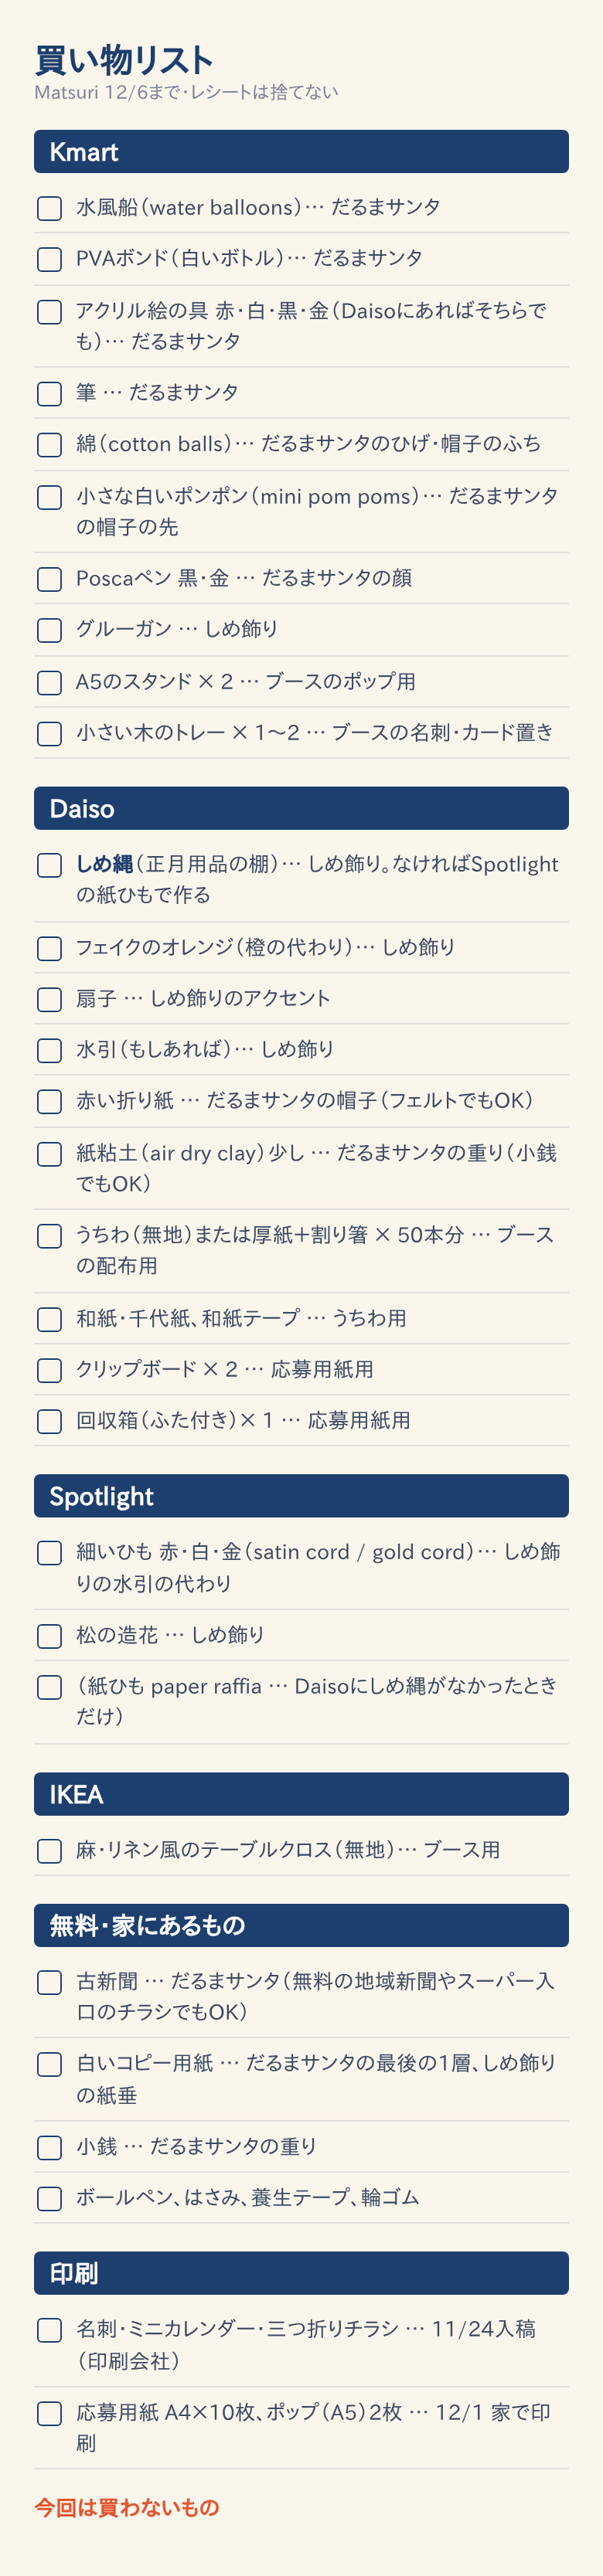 買い物リスト
Matsuri 12/6まで・レシートは捨てない
Kmart
水風船（water balloons）… だるまサンタ
PVAボンド（白いボトル）… だるまサンタ
アクリル絵の具 赤・白・黒・金（Daisoにあればそちらで
も）… だるまサンタ
筆 … だるまサンタ
綿（cotton balls）… だるまサンタのひげ・帽子のふち
小さな白いポンポン（mini pom poms）… だるまサンタ
の帽子の先
Poscaペン 黒・金 … だるまサンタの顔
グルーガン … しめ飾り
A5のスタンド × 2 … ブースのポップ用
小さい木のトレー × 1〜2 … ブースの名刺・カード置き
Daiso
しめ縄（正月用品の棚）… しめ飾り。なければSpotlight
の紙ひもで作る
フェイクのオレンジ（橙の代わり）… しめ飾り
扇子 … しめ飾りのアクセント
水引（もしあれば）… しめ飾り
赤い折り紙 … だるまサンタの帽子（フェルトでもOK）
紙粘土（air dry clay）少し … だるまサンタの重り（小銭
でもOK）
うちわ（無地）または厚紙＋割り箸 × 50本分 … ブース
の配布用
和紙・千代紙、和紙テープ … うちわ用
クリップボード × 2 … 応募用紙用
回収箱（ふた付き）× 1 … 応募用紙用
Spotlight
細いひも 赤・白・金（satin cord / gold cord）… しめ飾
りの水引の代わり
松の造花 … しめ飾り
（紙ひも paper raffia … Daisoにしめ縄がなかったとき
だけ）
IKEA
麻・リネン風のテーブルクロス（無地）… ブース用
無料・家にあるもの
古新聞 … だるまサンタ（無料の地域新聞やスーパー入
口のチラシでもOK）
白いコピー用紙 … だるまサンタの最後の1層、しめ飾り
の紙垂
小銭 … だるまサンタの重り
ボールペン、はさみ、養生テープ、輪ゴム
印刷
名刺・ミニカレンダー・三つ折りチラシ … 11/24入稿
（印刷会社）
応募用紙 A4×10枚、ポップ（A5）2枚 … 12/1 家で印
刷
今回は買わないもの